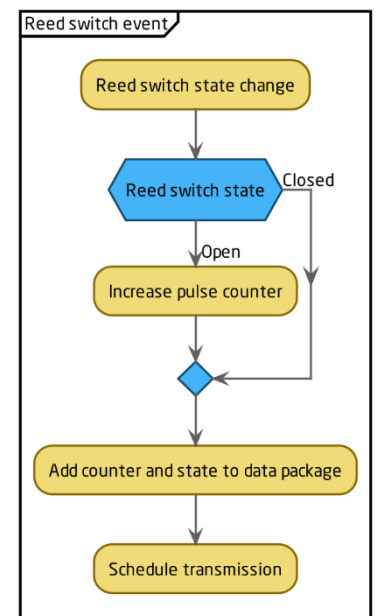 Reed switch event
Reed switch state change
Reed switch state
Closed
Open
Increase pulse counter
Add counter and state to data package
Schedule transmission